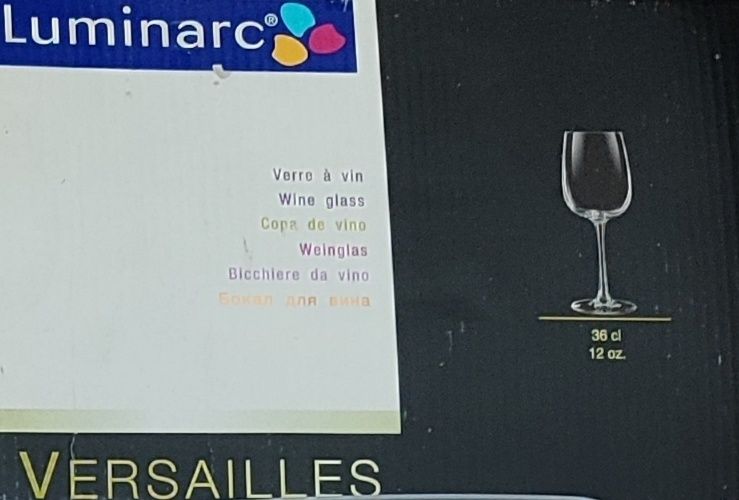 Luminarc®
Verre à vin
Wine glass
Copa de vino
Weinglas
Bicchiere da vino
Бокал для вина
36 cl
12 oz.
VERSAILLES